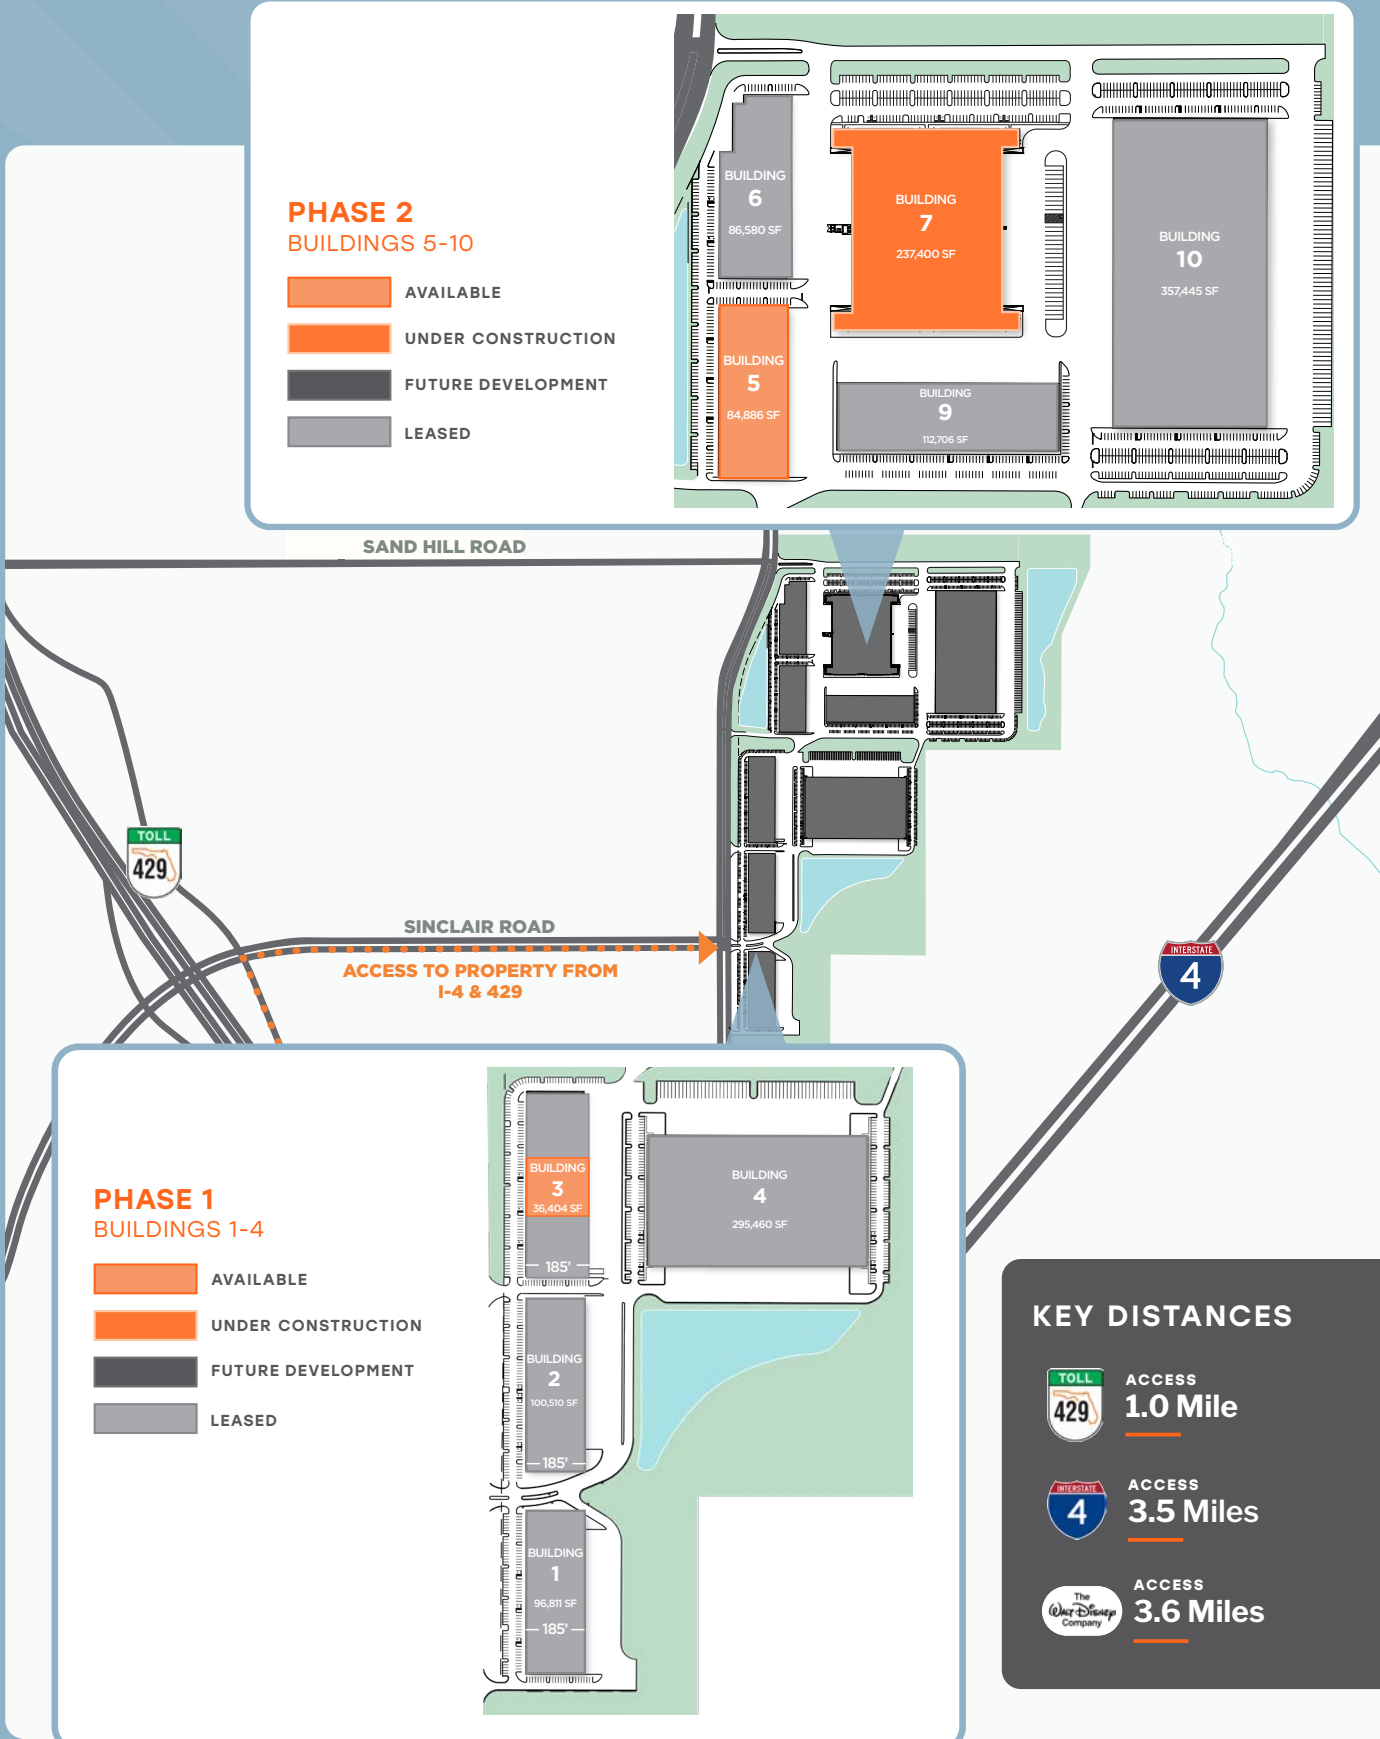 PHASE 2
BUILDINGS 5-10
AVAILABLE
UNDER CONSTRUCTION
FUTURE DEVELOPMENT
LEASED
BUILDING
6
86,580 SF
BUILDING
7
237,400 SF
BUILDING
10
357,445 SF
BUILDING
5
84,886 SF
BUILDING
9
112,706 SF
SAND HILL ROAD
TOLL
429
SINCLAIR ROAD
ACCESS TO PROPERTY FROM
I-4 & 429
INTERSTATE
4
PHASE 1
BUILDINGS 1-4
AVAILABLE
UNDER CONSTRUCTION
FUTURE DEVELOPMENT
LEASED
BUILDING
3
36,404 SF
185'
BUILDING
4
295,460 SF
BUILDING
2
100,510 SF
185'
BUILDING
1
96,811 SF
185'
KEY DISTANCES
TOLL
429
ACCESS
1.0 Mile
INTERSTATE
4
ACCESS
3.5 Miles
The
Walt Disney
Company
ACCESS
3.6 Miles